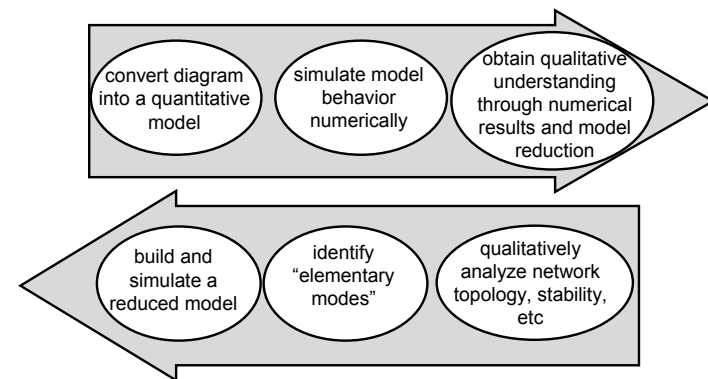 convert diagram
into a quantitative
model
simulate model
behavior
numerically
obtain qualitative
understanding
through numerical
results and model
reduction
build and
simulate a
reduced model
identify
“elementary
modes”
qualitatively
analyze network
topology, stability,
etc